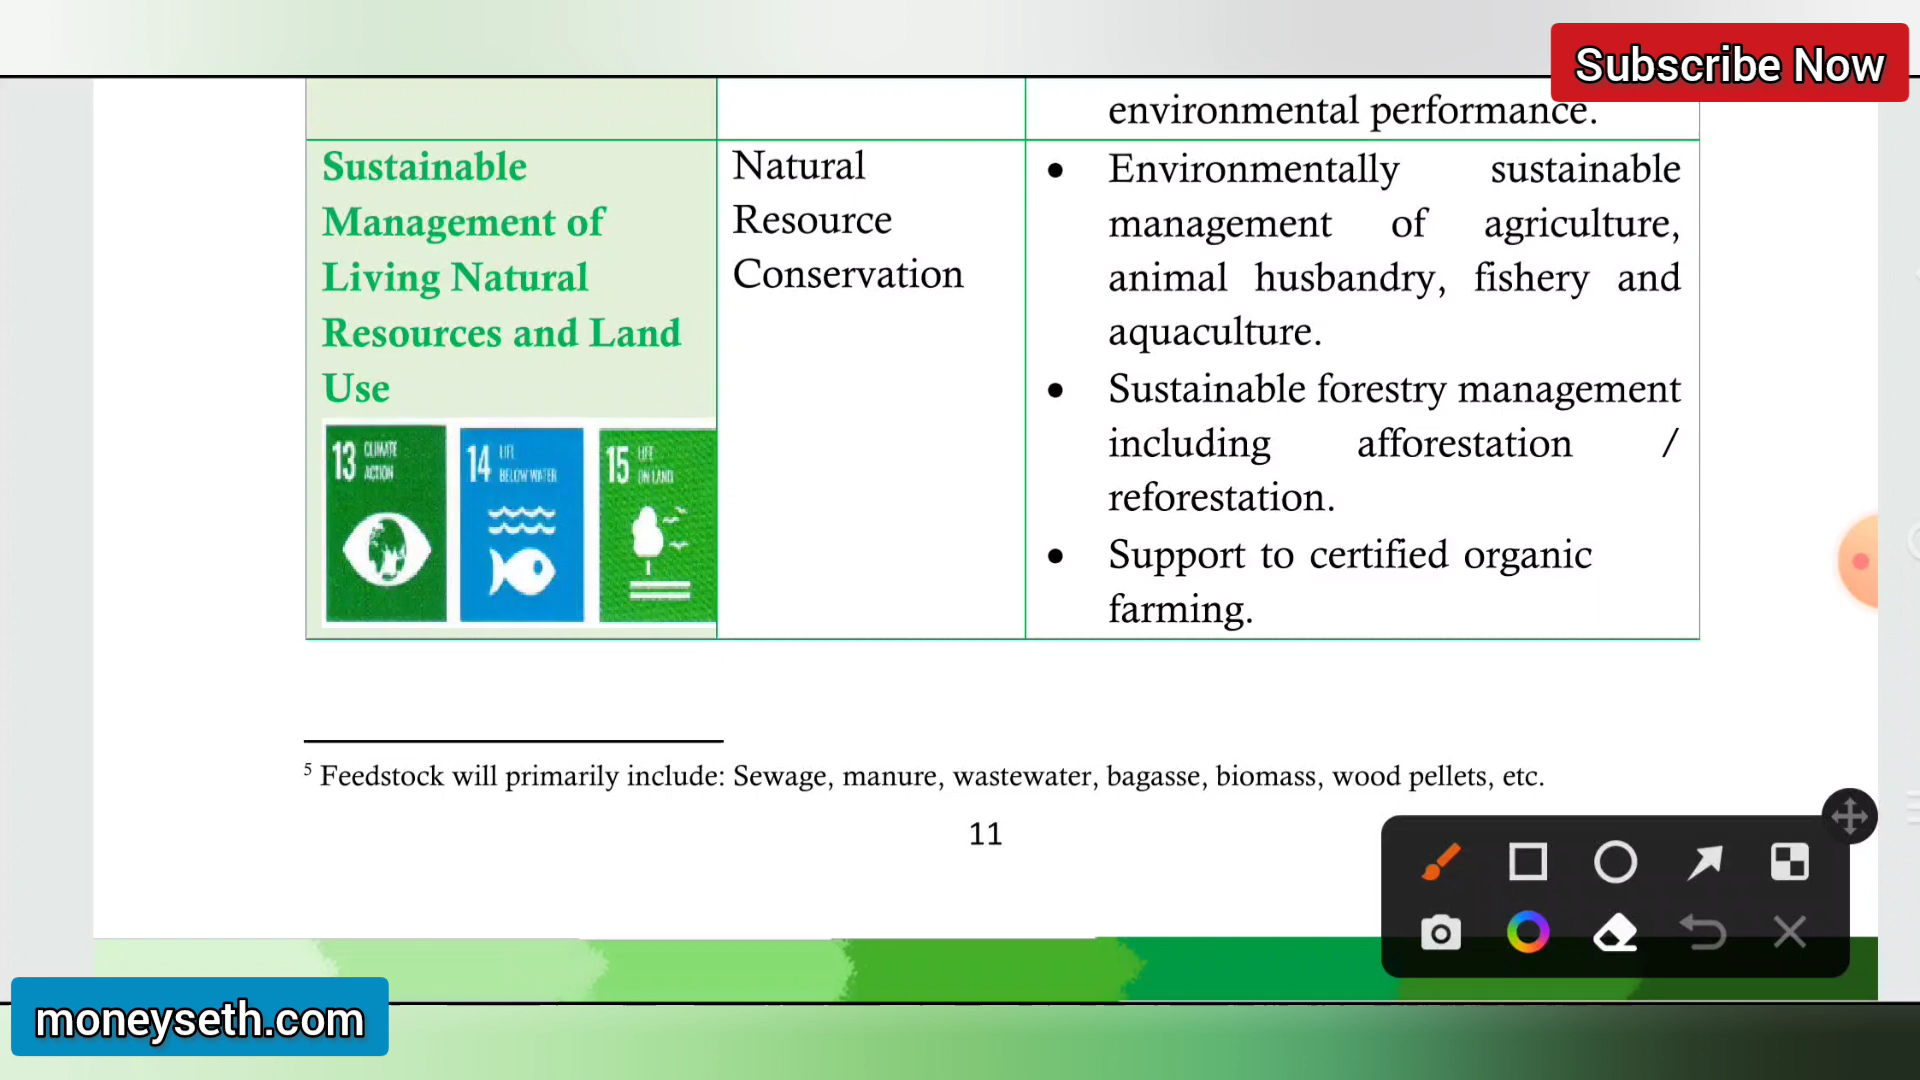 Subscribe Now
environmental performance.
Sustainable
Management of
Living Natural
Resources and Land
Use
13 CLIMATE
ACTION
14 LIFE
BELOW WATER
15 LIFE
ON LAND
Natural
Resource
Conservation
• Environmentally sustainable
management of agriculture,
animal husbandry, fishery and
aquaculture.
• Sustainable forestry management
including afforestation /
reforestation.
• Support to certified organic
farming.
5 Feedstock will primarily include: Sewage, manure, wastewater, bagasse, biomass, wood pellets, etc.
11
moneyseth.com